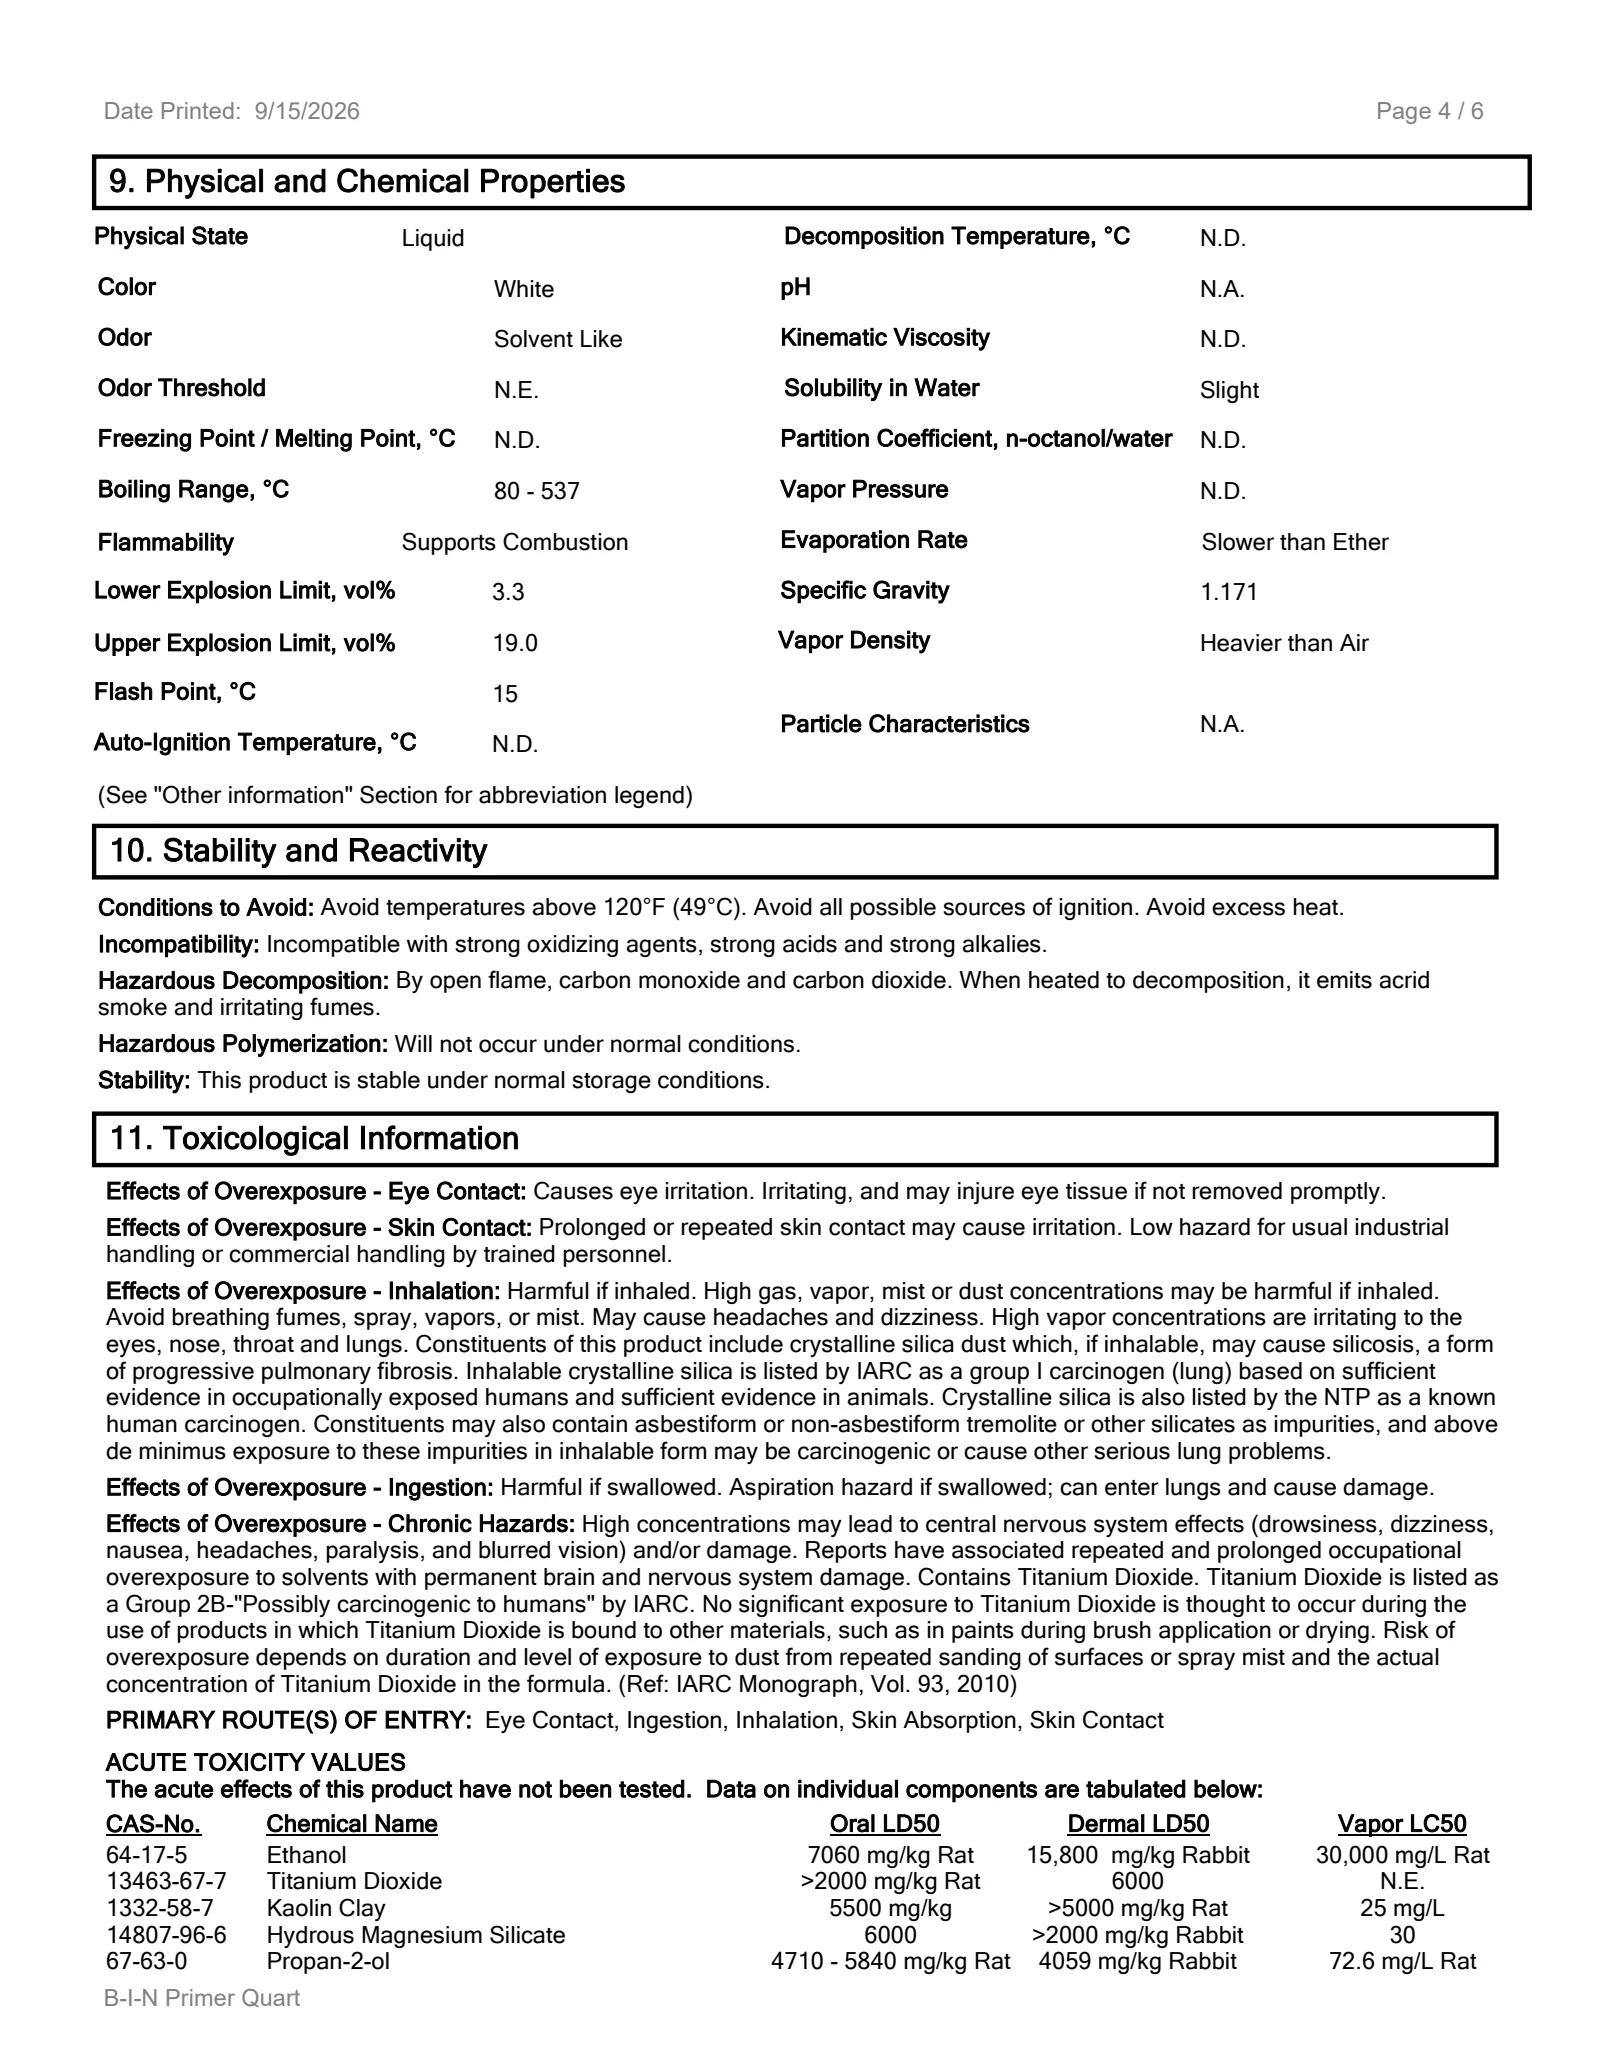 Date Printed: 9/15/2026 Page 4 / 6
9. Physical and Chemical Properties
Physical State Liquid Decomposition Temperature, °C N.D.
Color White pH N.A.
Odor Solvent Like Kinematic Viscosity N.D.
Odor Threshold N.E. Solubility in Water Slight
Freezing Point / Melting Point, °C N.D. Partition Coefficient, n-octanol/water N.D.
Boiling Range, °C 80 - 537 Vapor Pressure N.D.
Flammability Supports Combustion Evaporation Rate Slower than Ether
Lower Explosion Limit, vol% 3.3 Specific Gravity 1.171
Upper Explosion Limit, vol% 19.0 Vapor Density Heavier than Air
Flash Point, °C 15
Particle Characteristics N.A.
Auto-Ignition Temperature, °C N.D.
(See "Other information" Section for abbreviation legend)
10. Stability and Reactivity
Conditions to Avoid: Avoid temperatures above 120°F (49°C). Avoid all possible sources of ignition. Avoid excess heat.
Incompatibility: Incompatible with strong oxidizing agents, strong acids and strong alkalies.
Hazardous Decomposition: By open flame, carbon monoxide and carbon dioxide. When heated to decomposition, it emits acrid
smoke and irritating fumes.
Hazardous Polymerization: Will not occur under normal conditions.
Stability: This product is stable under normal storage conditions.
11. Toxicological Information
Effects of Overexposure - Eye Contact: Causes eye irritation. Irritating, and may injure eye tissue if not removed promptly.
Effects of Overexposure - Skin Contact: Prolonged or repeated skin contact may cause irritation. Low hazard for usual industrial
handling or commercial handling by trained personnel.
Effects of Overexposure - Inhalation: Harmful if inhaled. High gas, vapor, mist or dust concentrations may be harmful if inhaled.
Avoid breathing fumes, spray, vapors, or mist. May cause headaches and dizziness. High vapor concentrations are irritating to the
eyes, nose, throat and lungs. Constituents of this product include crystalline silica dust which, if inhalable, may cause silicosis, a form
of progressive pulmonary fibrosis. Inhalable crystalline silica is listed by IARC as a group I carcinogen (lung) based on sufficient
evidence in occupationally exposed humans and sufficient evidence in animals. Crystalline silica is also listed by the NTP as a known
human carcinogen. Constituents may also contain asbestiform or non-asbestiform tremolite or other silicates as impurities, and above
de minimus exposure to these impurities in inhalable form may be carcinogenic or cause other serious lung problems.
Effects of Overexposure - Ingestion: Harmful if swallowed. Aspiration hazard if swallowed; can enter lungs and cause damage.
Effects of Overexposure - Chronic Hazards: High concentrations may lead to central nervous system effects (drowsiness, dizziness,
nausea, headaches, paralysis, and blurred vision) and/or damage. Reports have associated repeated and prolonged occupational
overexposure to solvents with permanent brain and nervous system damage. Contains Titanium Dioxide. Titanium Dioxide is listed as
a Group 2B-"Possibly carcinogenic to humans" by IARC. No significant exposure to Titanium Dioxide is thought to occur during the
use of products in which Titanium Dioxide is bound to other materials, such as in paints during brush application or drying. Risk of
overexposure depends on duration and level of exposure to dust from repeated sanding of surfaces or spray mist and the actual
concentration of Titanium Dioxide in the formula. (Ref: IARC Monograph, Vol. 93, 2010)
PRIMARY ROUTE(S) OF ENTRY: Eye Contact, Ingestion, Inhalation, Skin Absorption, Skin Contact
ACUTE TOXICITY VALUES
The acute effects of this product have not been tested. Data on individual components are tabulated below:
CAS-No. Chemical Name Oral LD50 Dermal LD50 Vapor LC50
64-17-5 Ethanol 7060 mg/kg Rat 15,800 mg/kg Rabbit 30,000 mg/L Rat
13463-67-7 Titanium Dioxide >2000 mg/kg Rat 6000 N.E.
1332-58-7 Kaolin Clay 5500 mg/kg >5000 mg/kg Rat 25 mg/L
14807-96-6 Hydrous Magnesium Silicate 6000 >2000 mg/kg Rabbit 30
67-63-0 Propan-2-ol 4710 - 5840 mg/kg Rat 4059 mg/kg Rabbit 72.6 mg/L Rat
B-I-N Primer Quart